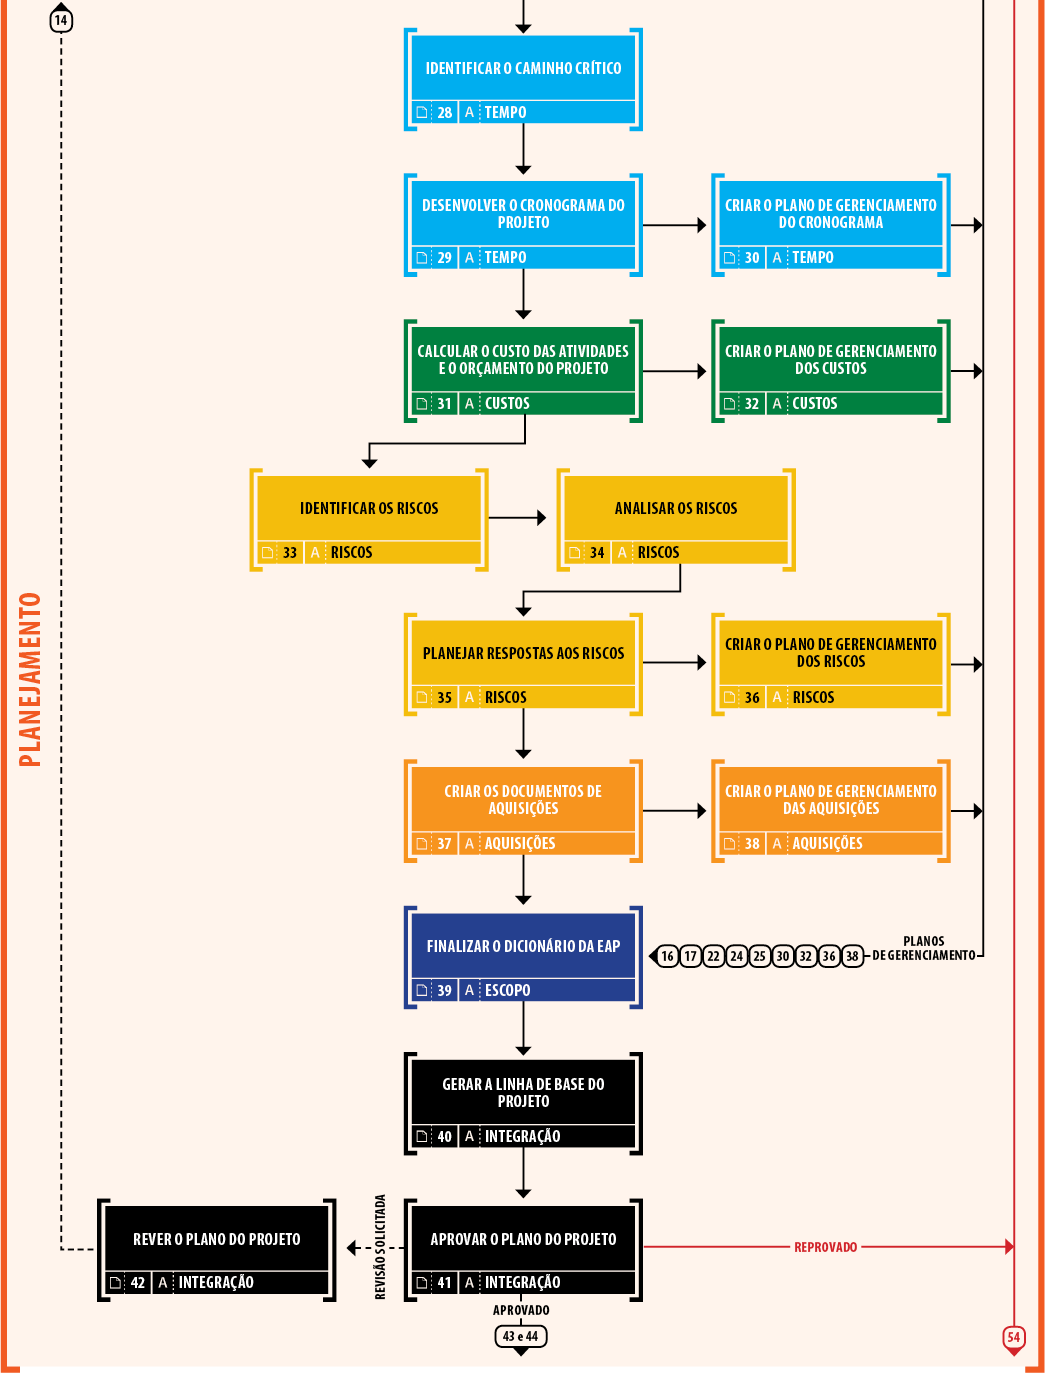 14
IDENTIFICAR O CAMINHO CRÍTICO
28 A TEMPO
DESENVOLVER O CRONOGRAMA DO
PROJETO
29 A TEMPO
CRIAR O PLANO DE GERENCIAMENTO
DO CRONOGRAMA
30 A TEMPO
CALCULAR O CUSTO DAS ATIVIDADES
E O ORÇAMENTO DO PROJETO
31 A CUSTOS
CRIAR O PLANO DE GERENCIAMENTO
DOS CUSTOS
32 A CUSTOS
IDENTIFICAR OS RISCOS
33 A RISCOS
ANALISAR OS RISCOS
34 A RISCOS
PLANEJAMENTO
PLANEJAR RESPOSTAS AOS RISCOS
35 A RISCOS
CRIAR O PLANO DE GERENCIAMENTO
DOS RISCOS
36 A RISCOS
CRIAR OS DOCUMENTOS DE
AQUISIÇÕES
37 A AQUISIÇÕES
CRIAR O PLANO DE GERENCIAMENTO
DAS AQUISIÇÕES
38 A AQUISIÇÕES
FINALIZAR O DICIONÁRIO DA EAP
39 A ESCOPO
16 17 22 24 25 30 32 36 38
PLANOS
DE GERENCIAMENTO
GERAR A LINHA DE BASE DO
PROJETO
40 A INTEGRAÇÃO
REVER O PLANO DO PROJETO
42 A INTEGRAÇÃO
REVISÃO SOLICITADA
APROVAR O PLANO DO PROJETO
41 A INTEGRAÇÃO
REPROVADO
APROVADO
43 e 44
54